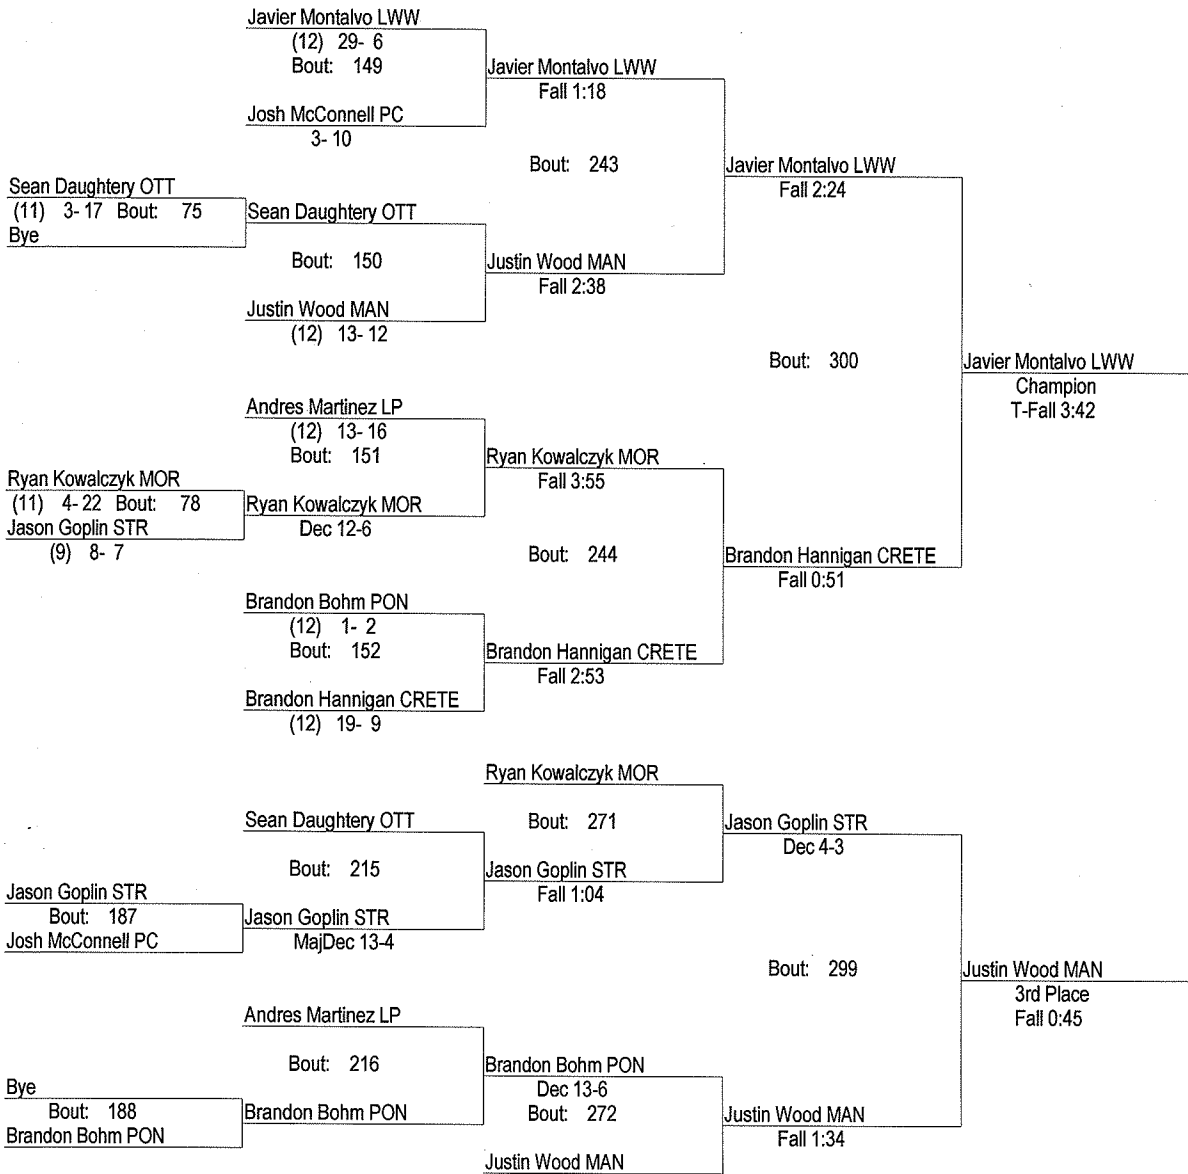 Javier Montalvo LWW
(12) 29- 6
Bout: 149
Javier Montalvo LWW
Fall 1:18
Josh McConnell PC
3- 10
Bout: 243
Javier Montalvo LWW
Fall 2:24
Sean Daughtery OTT
(11) 3- 17 Bout: 75
Bye
Sean Daughtery OTT
Bout: 150
Justin Wood MAN
Fall 2:38
Justin Wood MAN
(12) 13- 12
Bout: 300
Javier Montalvo LWW
Champion
T-Fall 3:42
Andres Martinez LP
(12) 13- 16
Bout: 151
Ryan Kowalczyk MOR
Fall 3:55
Ryan Kowalczyk MOR
(11) 4- 22 Bout: 78
Jason Goplin STR
(9) 8- 7
Ryan Kowalczyk MOR
Dec 12-6
Bout: 244
Brandon Hannigan CRETE
Fall 0:51
Brandon Bohm PON
(12) 1- 2
Bout: 152
Brandon Hannigan CRETE
Fall 2:53
Brandon Hannigan CRETE
(12) 19- 9
Ryan Kowalczyk MOR
Bout: 271
Jason Goplin STR
Dec 4-3
Sean Daughtery OTT
Bout: 215
Jason Goplin STR
Fall 1:04
Jason Goplin STR
Bout: 187
Josh McConnell PC
Jason Goplin STR
MajDec 13-4
Bout: 299
Justin Wood MAN
3rd Place
Fall 0:45
Andres Martinez LP
Bout: 216
Brandon Bohm PON
Dec 13-6
Bout: 272
Bye
Bout: 188
Brandon Bohm PON
Brandon Bohm PON
Justin Wood MAN
Fall 1:34
Justin Wood MAN